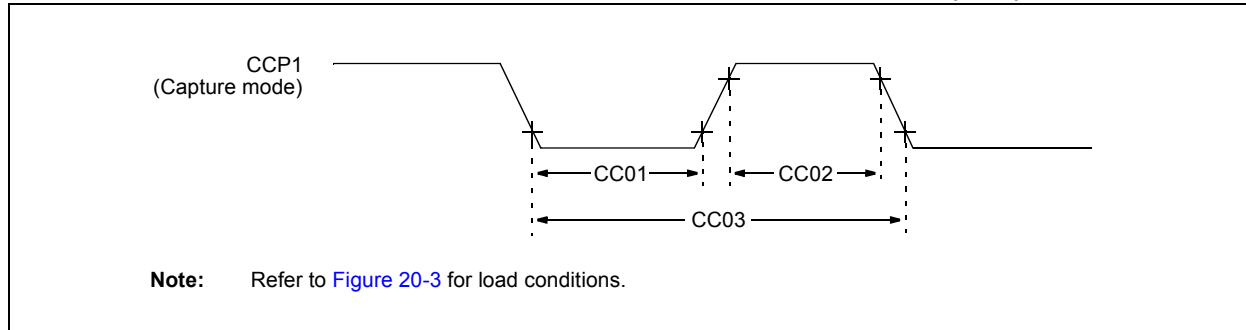 CCP1
(Capture mode)
CC01
CC02
CC03
Note: Refer to Figure 20-3 for load conditions.